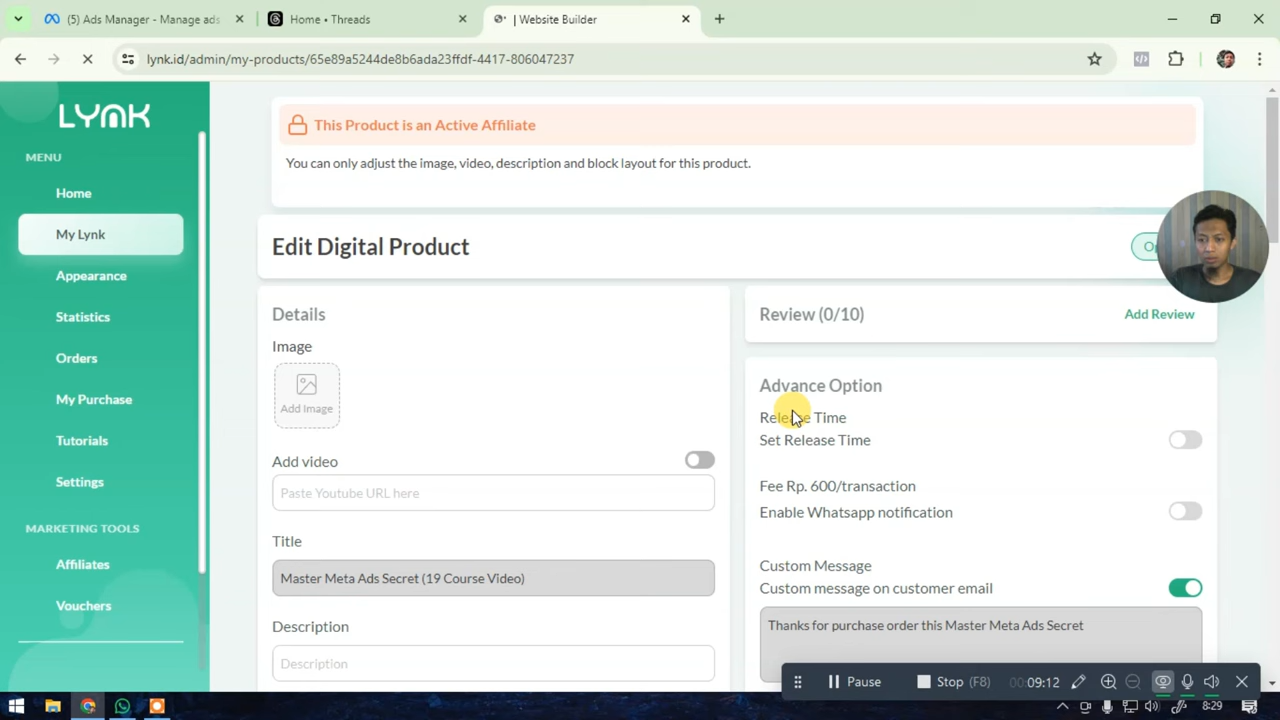 (5) Ads Manager - Manage ads
Home • Threads
| Website Builder
lynk.id/admin/my-products/65e89a5244de8b6ada23ffdf-4417-806047237
LYNK
MENU
Home
My Lynk
Appearance
Statistics
Orders
My Purchase
Tutorials
Settings
MARKETING TOOLS
Affiliates
Vouchers
This Product is an Active Affiliate
You can only adjust the image, video, description and block layout for this product.
Edit Digital Product
Details
Image
Add Image
Add video
Paste Youtube URL here
Title
Master Meta Ads Secret (19 Course Video)
Description
Description
Review (0/10)
Add Review
Advance Option
Release Time
Set Release Time
Fee Rp. 600/transaction
Enable Whatsapp notification
Custom Message
Custom message on customer email
Thanks for purchase order this Master Meta Ads Secret
Pause
Stop (F8)
00:09:12
8:29